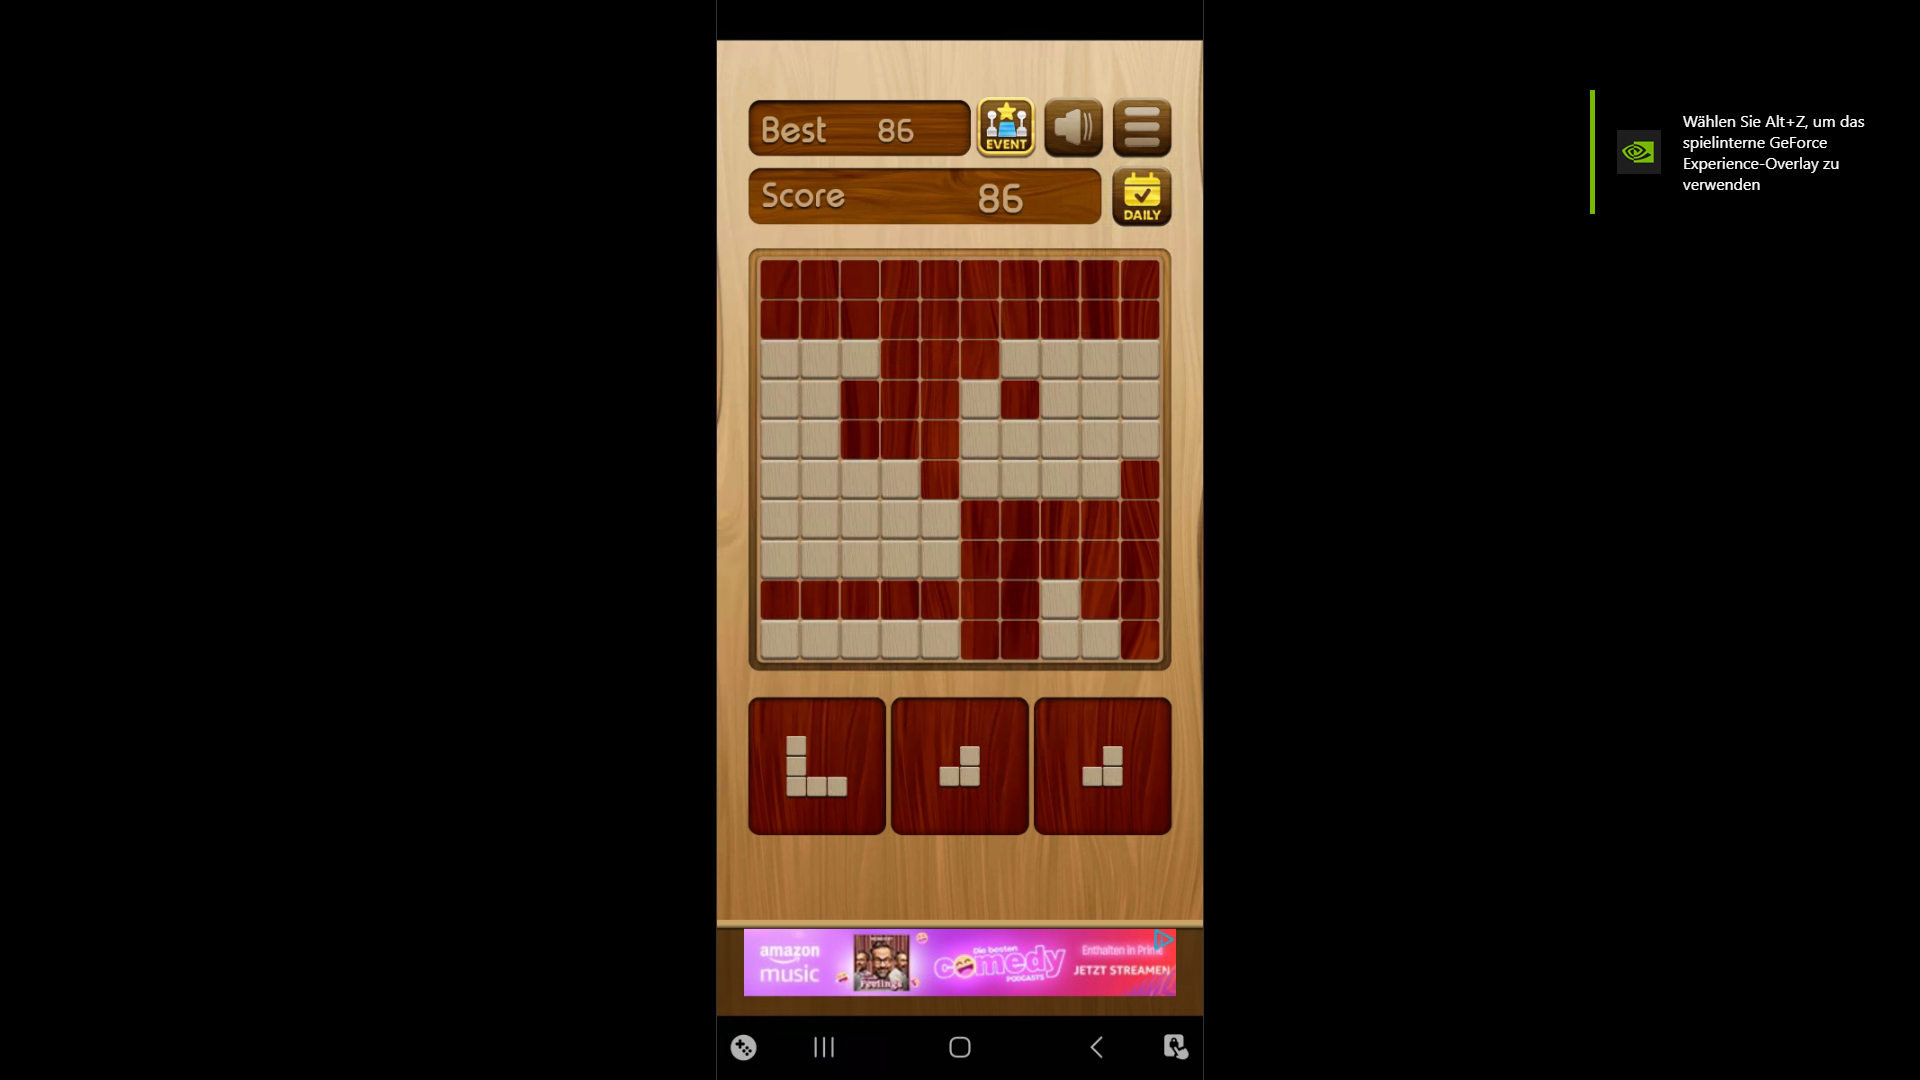 Best 86
EVENT
Score 86
DAILY
Wählen Sie Alt+Z, um das
spielinterne GeForce
Experience-Overlay zu
verwenden
amazon
music
Feelings
Die besten
comedy
PODCASTS
Enthalten in Prime
JETZT STREAMEN